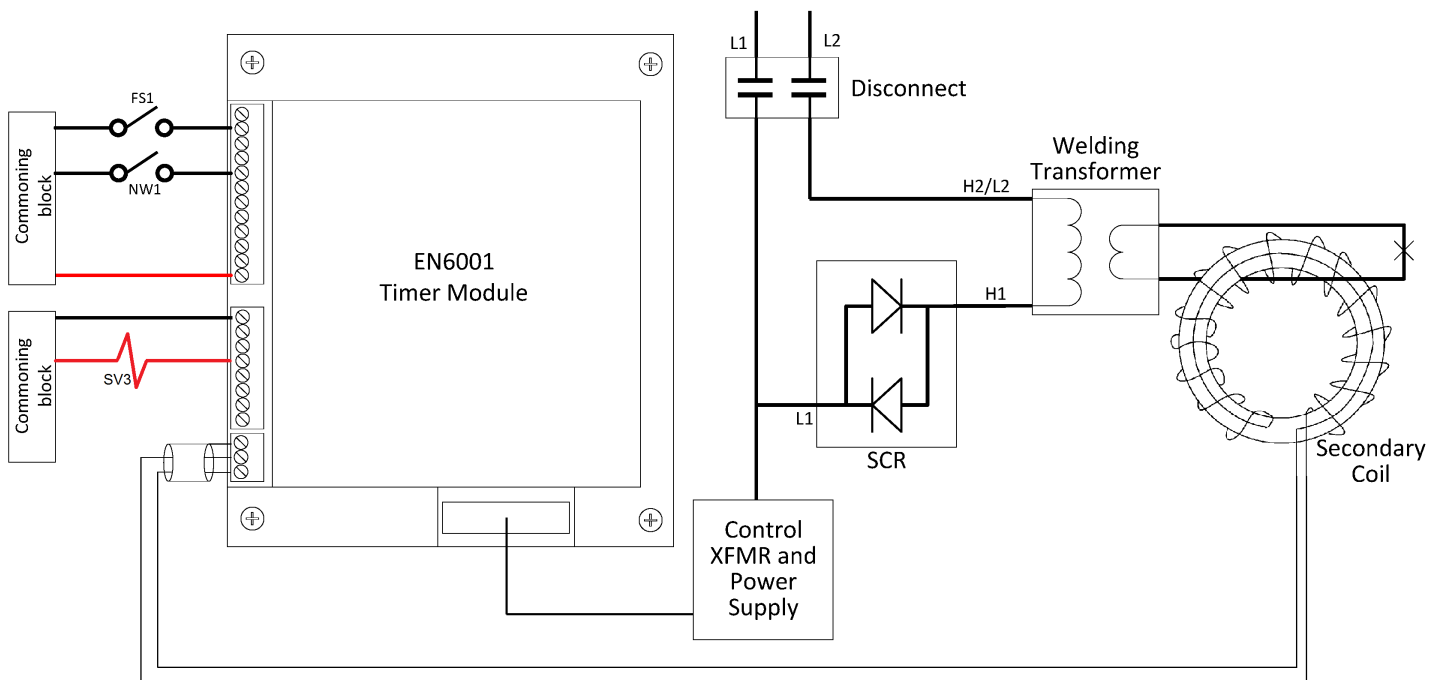 L1
L2
Disconnect
FS1
NW1
Commoning
block
EN6001
Timer Module
Welding
Transformer
H2/L2
H1
L1
SCR
SV3
Commoning
block
Secondary
Coil
Control
XFMR and
Power
Supply